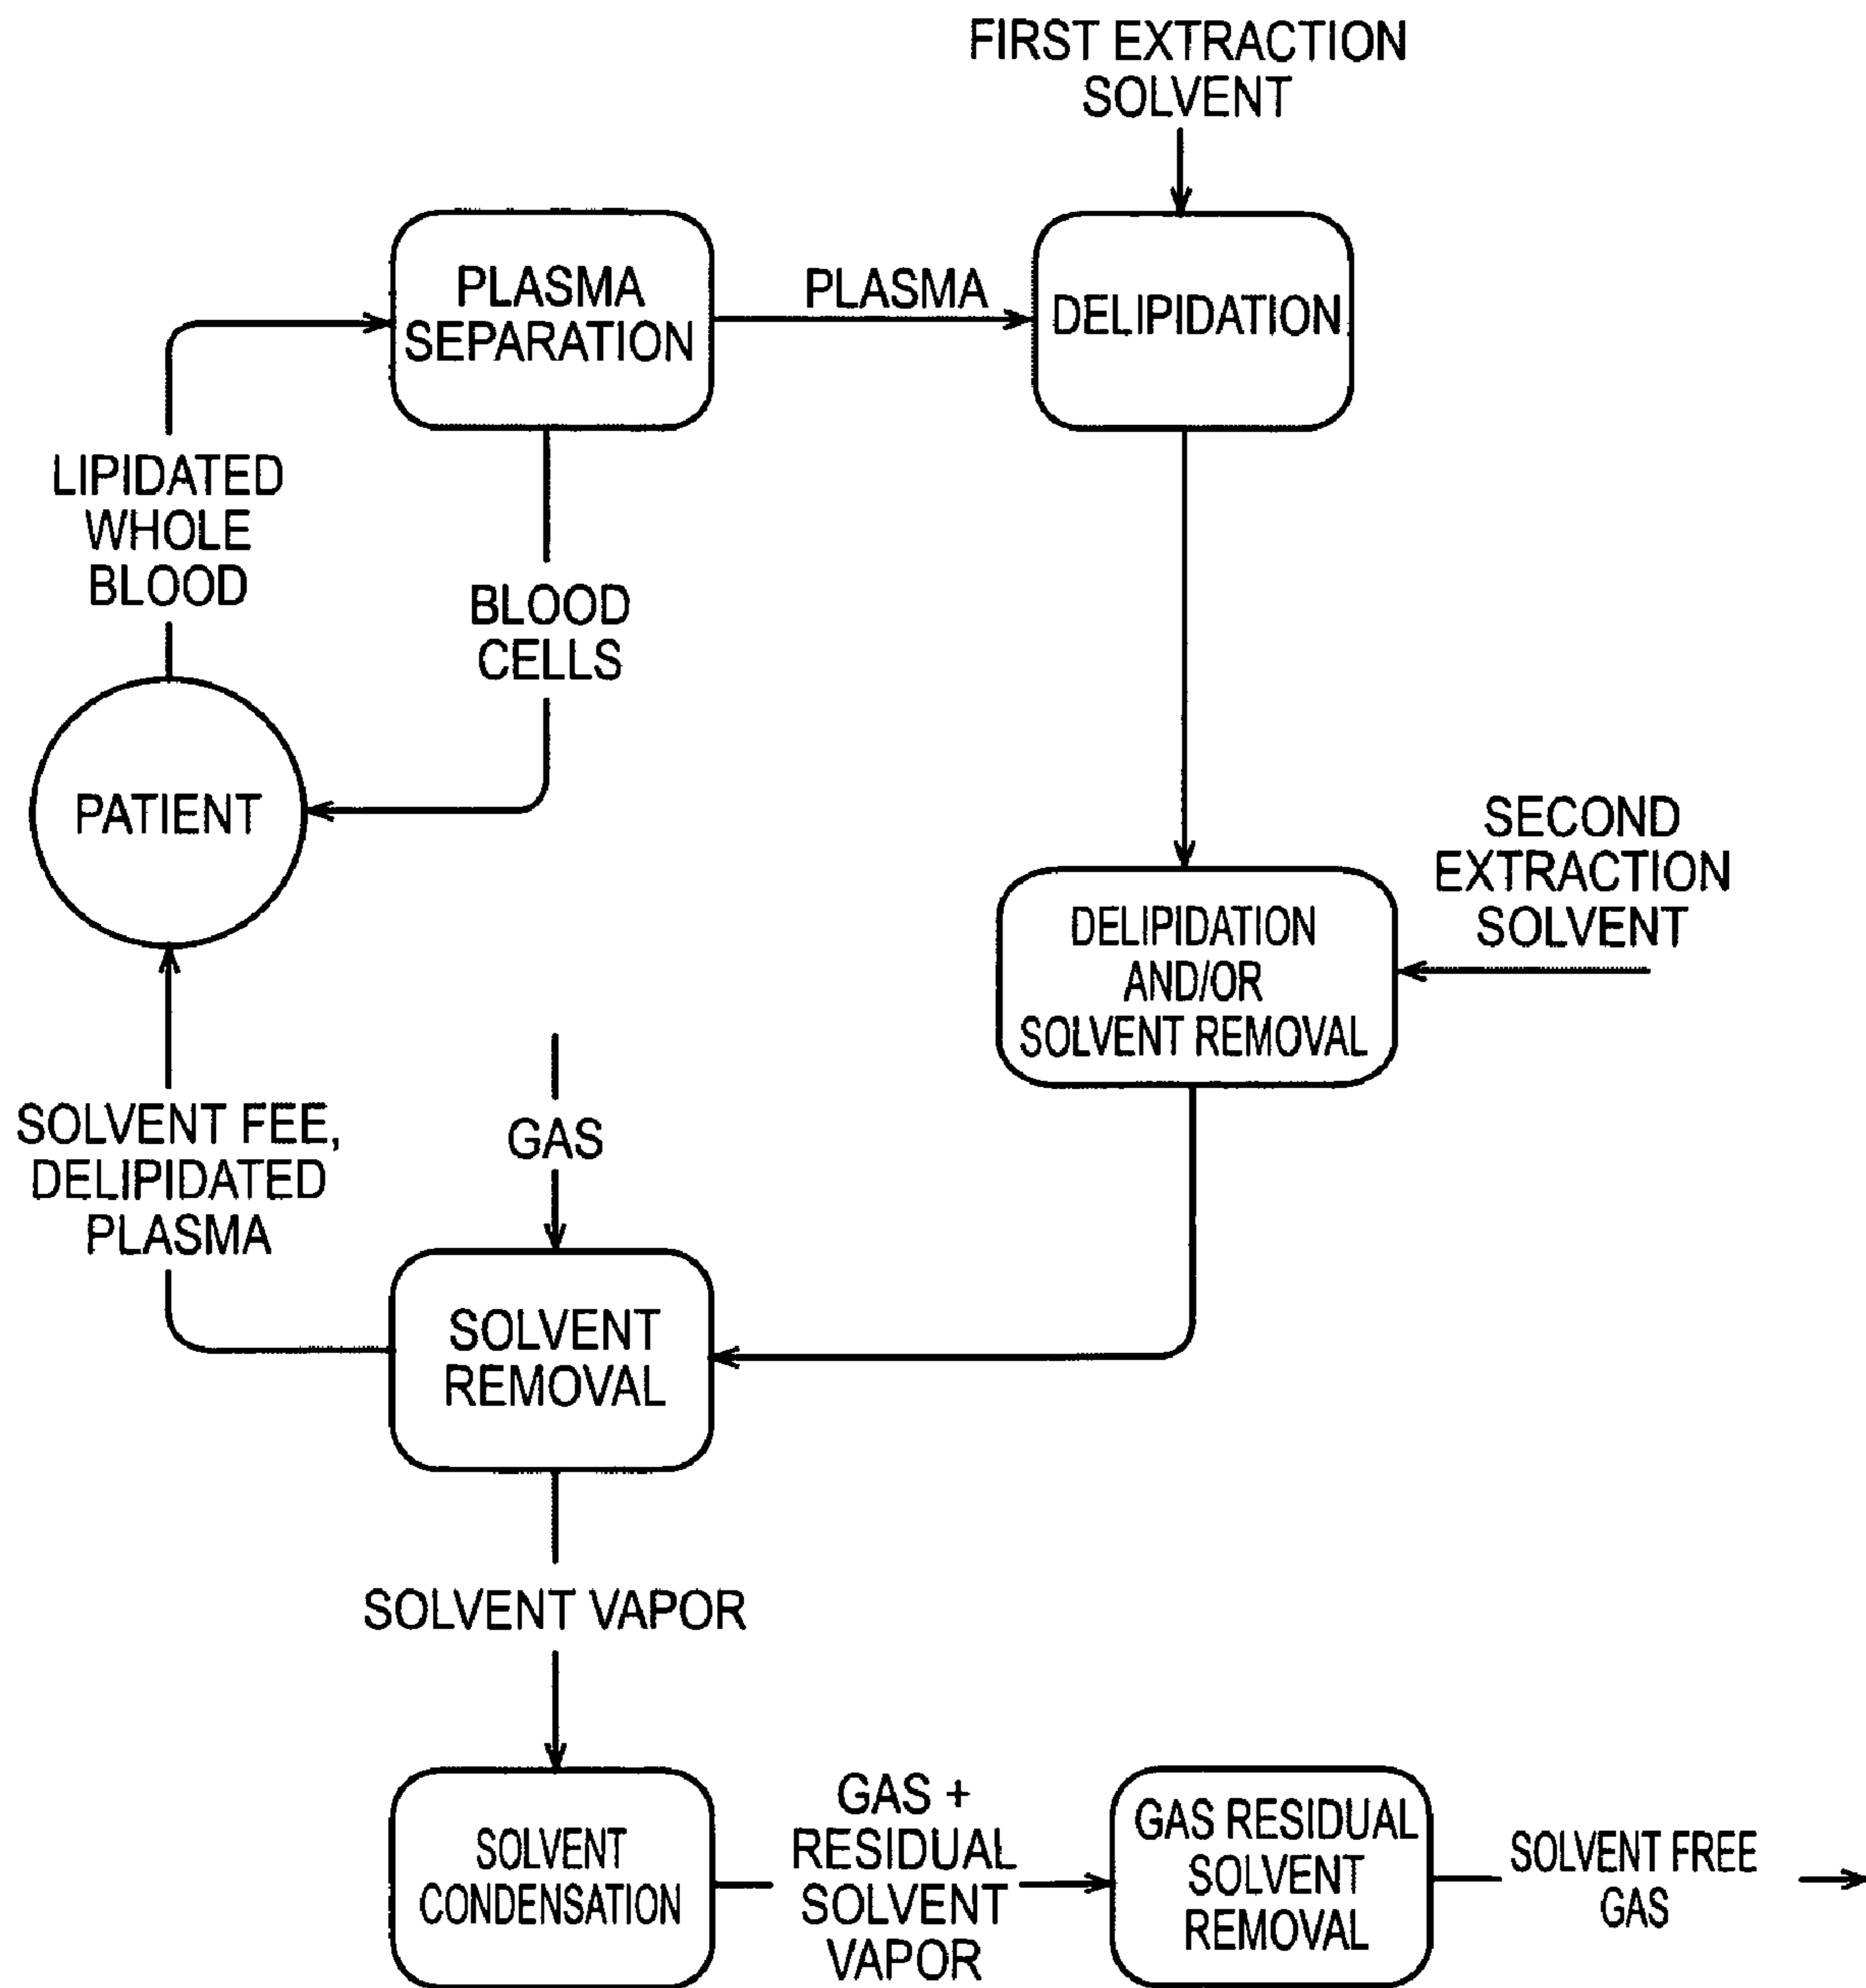 FIRST EXTRACTION
SOLVENT
PLASMA
SEPARATION
PLASMA
DELIPIDATION
LIPIDATED
WHOLE
BLOOD
BLOOD
CELLS
PATIENT
SECOND
EXTRACTION
SOLVENT
DELIPIDATION
AND/OR
SOLVENT REMOVAL
SOLVENT FEE,
DELIPIDATED
PLASMA
GAS
SOLVENT
REMOVAL
SOLVENT VAPOR
SOLVENT
CONDENSATION
GAS +
RESIDUAL
SOLVENT
VAPOR
GAS RESIDUAL
SOLVENT
REMOVAL
SOLVENT FREE
GAS